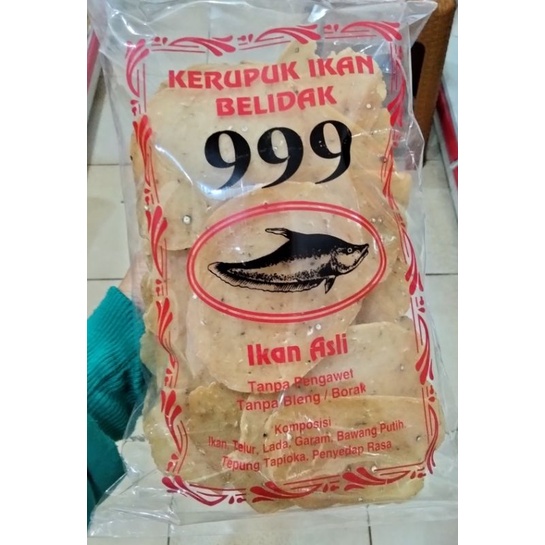 KERUPUK IKAN
BELIDAK
999
Ikan Asli
Tanpa Pengawet
Tanpa Bleng / Borak
Komposisi
Ikan, Telur, Lada, Garam, Bawang Putih
Tepung Tapioka, Penyedap Rasa